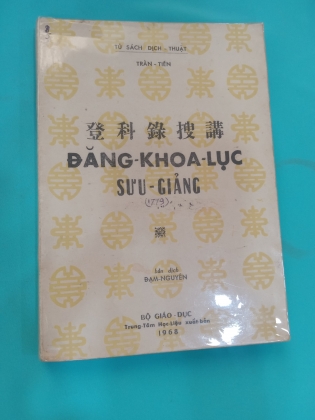 TỦ SÁCH DỊCH - THUẬT
TRẦN - TIẾN
登科錄搜講
ĐĂNG-KHOA-LỤC
SƯU-GIẢNG
bản dịch
ĐẠM-NGUYÊN
BỘ GIÁO-DỤC
Trung-Tâm Học-Liệu xuất-bản
1968